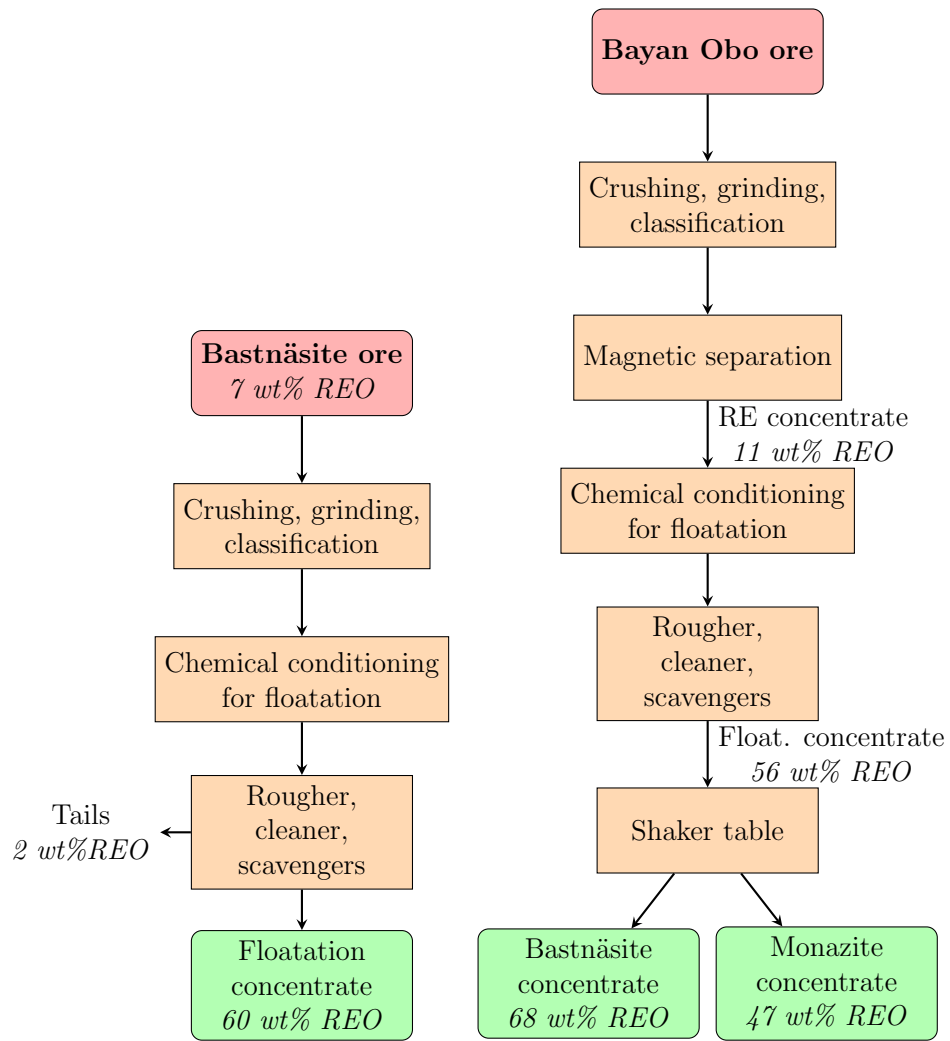 Bastnäsite ore
7 wt% REO
Crushing, grinding,
classification
Chemical conditioning
for floatation
Rougher,
cleaner,
scavengers
Tails
2 wt%REO
Floatation
concentrate
60 wt% REO
Bayan Obo ore
Crushing, grinding,
classification
Magnetic separation
RE concentrate
11 wt% REO
Chemical conditioning
for floatation
Rougher,
cleaner,
scavengers
Float. concentrate
56 wt% REO
Shaker table
Bastnäsite
concentrate
68 wt% REO
Monazite
concentrate
47 wt% REO